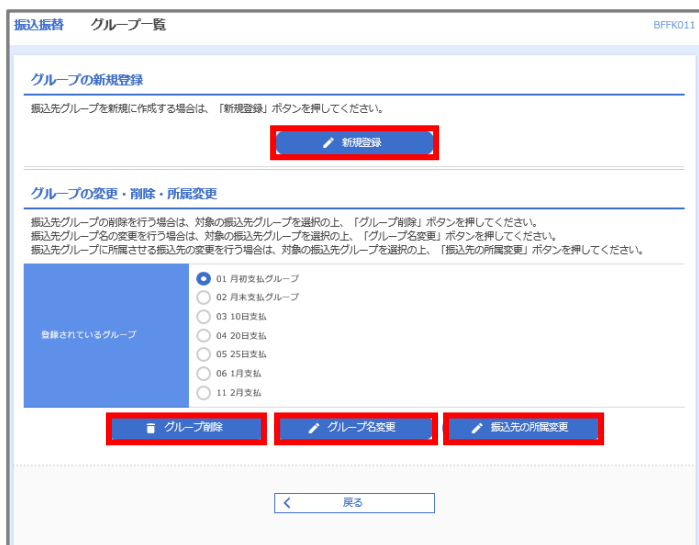 振込振替 グループ一覧 BFFK011
グループの新規登録
振込先グループを新規に作成する場合は、「新規登録」ボタンを押してください。
新規登録
グループの変更・削除・所属変更
振込先グループの削除を行う場合は、対象の振込先グループを選択の上、「グループ削除」ボタンを押してください。
振込先グループ名の変更を行う場合は、対象の振込先グループを選択の上、「グループ名変更」ボタンを押してください。
振込先グループに所属させる振込先の変更を行う場合は、対象の振込先グループを選択の上、「振込先の所属変更」ボタンを押してください。
登録されているグループ
01 月初支払グループ
02 月末支払グループ
03 10日支払
04 20日支払
05 25日支払
06 1月支払
11 2月支払
グループ削除 グループ名変更 振込先の所属変更
戻る